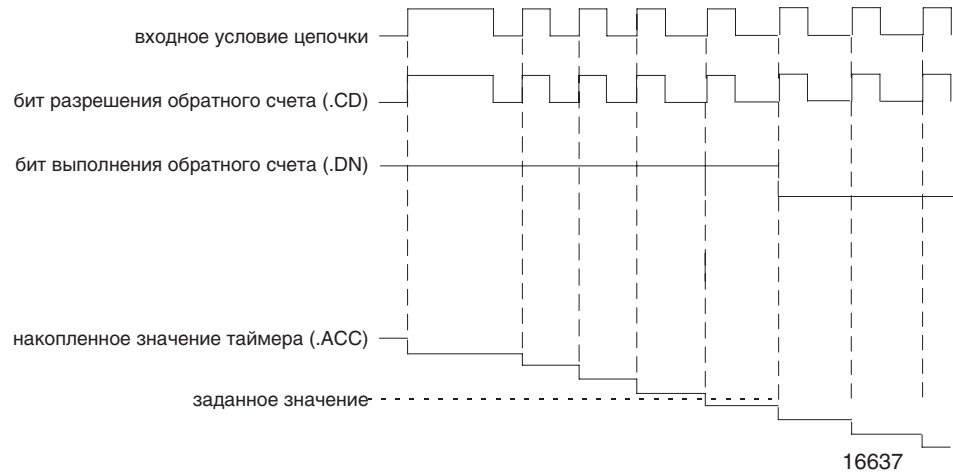 входное условие цепочки
бит разрешения обратного счета (.CD)
бит выполнения обратного счета (.DN)
накопленное значение таймера (.ACC)
заданное значение
16637